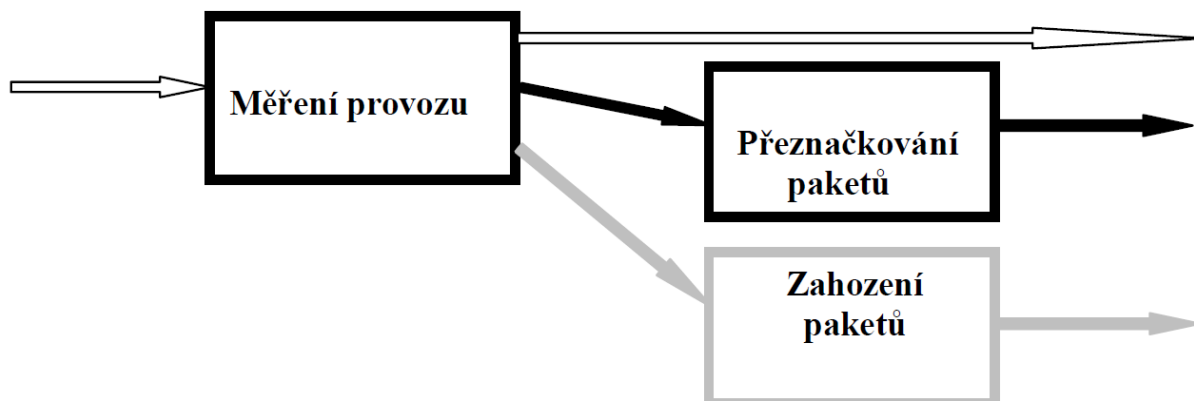 Měření provozu
Přeznačkování
paketů
Zahození
paketů